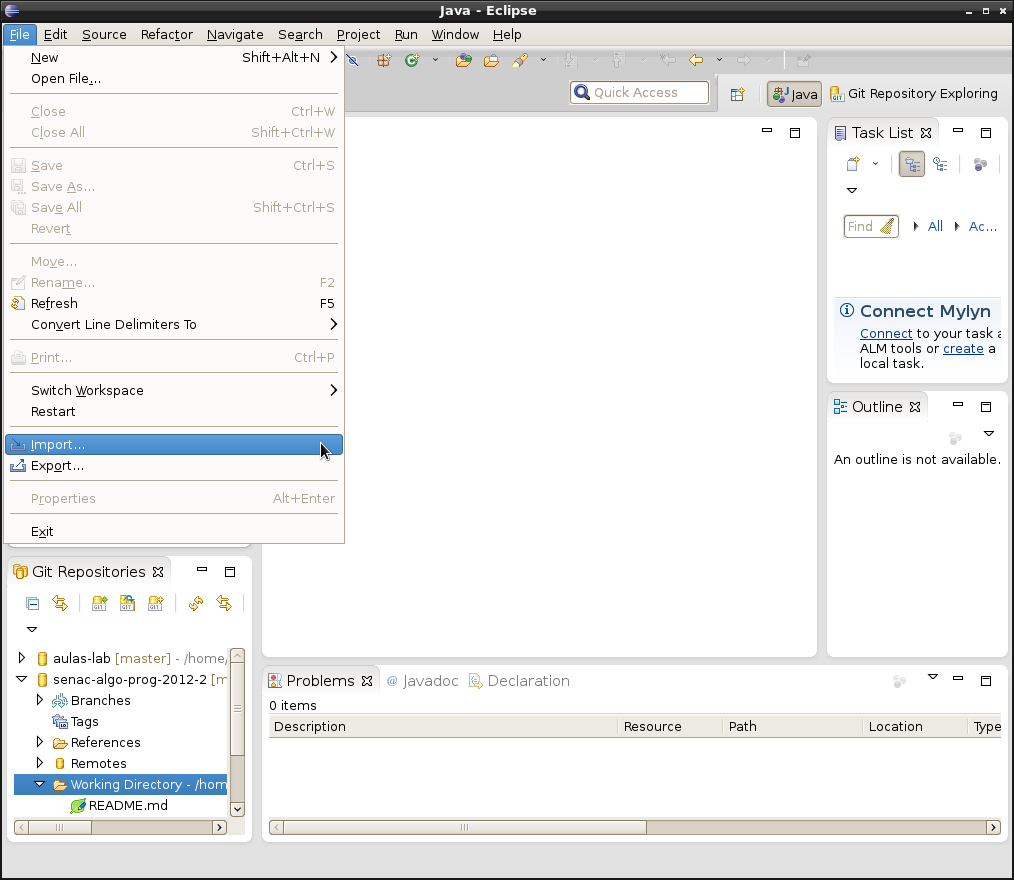 Java - Eclipse
File Edit Source Refactor Navigate Search Project Run Window Help
New Shift+Alt+N
Open File...
Close Ctrl+W
Close All Shift+Ctrl+W
Save Ctrl+S
Save As...
Save All Shift+Ctrl+S
Revert
Move...
Rename... F2
Refresh F5
Convert Line Delimiters To
Print... Ctrl+P
Switch Workspace
Restart
Import...
Export...
Properties Alt+Enter
Exit
Quick Access
Java Git Repository Exploring
Task List
Find All Ac...
Connect Mylyn
Connect to your task a
ALM tools or create a
local task.
Outline
An outline is not available.
Git Repositories
aulas-lab [master] - /home/
senac-algo-prog-2012-2 [m
Branches
Tags
References
Remotes
Working Directory - /hom
README.md
Problems @ Javadoc Declaration
0 items
Description Resource Path Location Type